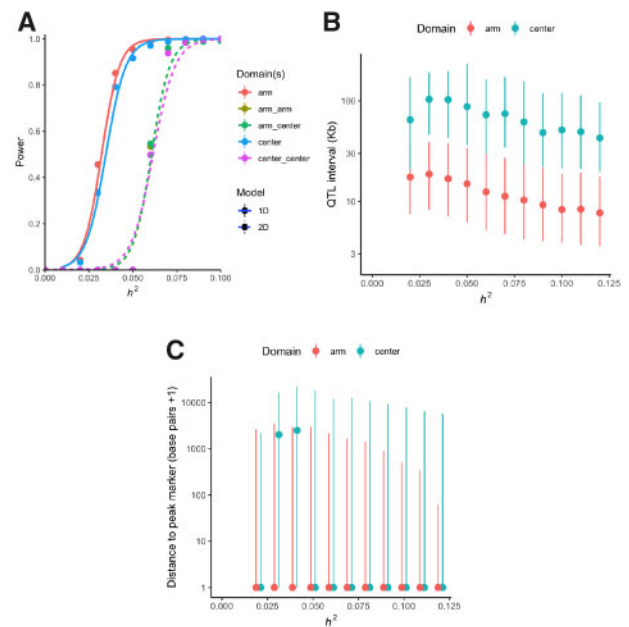 A
Power
1.0
0.8
0.6
0.4
0.2
0.0
0.000
0.025
0.050
0.075
0.100
h²
Domain(s)
arm
arm_arm
arm_center
center
center_center
Model
1D
2D
B
Domain arm center
QTL interval (Kb)
100
30
10
3
0.000 0.025 0.050 0.075 0.100 0.125
h²
C
Domain arm center
Distance to peak marker (base pairs +1)
10000
1000
100
10
1
0.000 0.025 0.050 0.075 0.100 0.125
h²